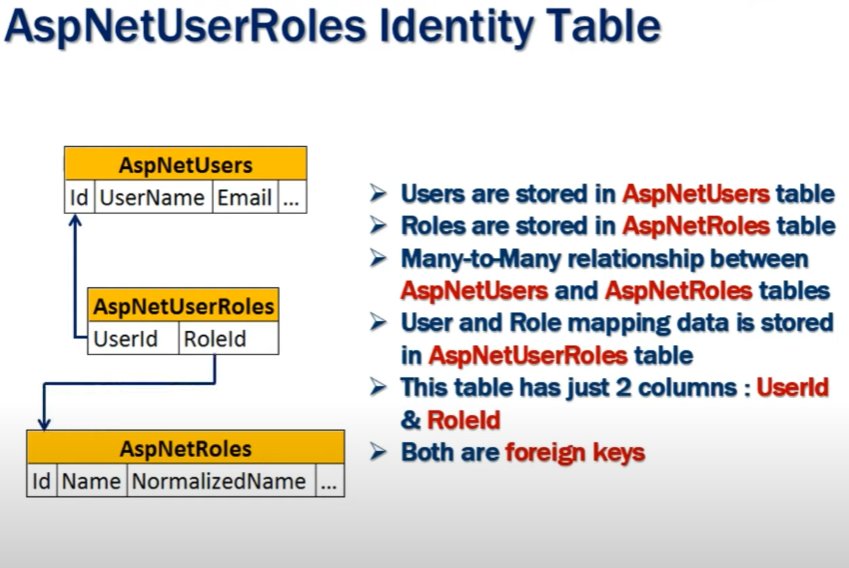 AspNetUserRoles Identity Table
AspNetUsers
Id UserName Email ...
AspNetUserRoles
UserId RoleId
AspNetRoles
Id Name NormalizedName ...
➢ Users are stored in AspNetUsers table
➢ Roles are stored in AspNetRoles table
➢ Many-to-Many relationship between
AspNetUsers and AspNetRoles tables
➢ User and Role mapping data is stored
in AspNetUserRoles table
➢ This table has just 2 columns : UserId
& RoleId
➢ Both are foreign keys